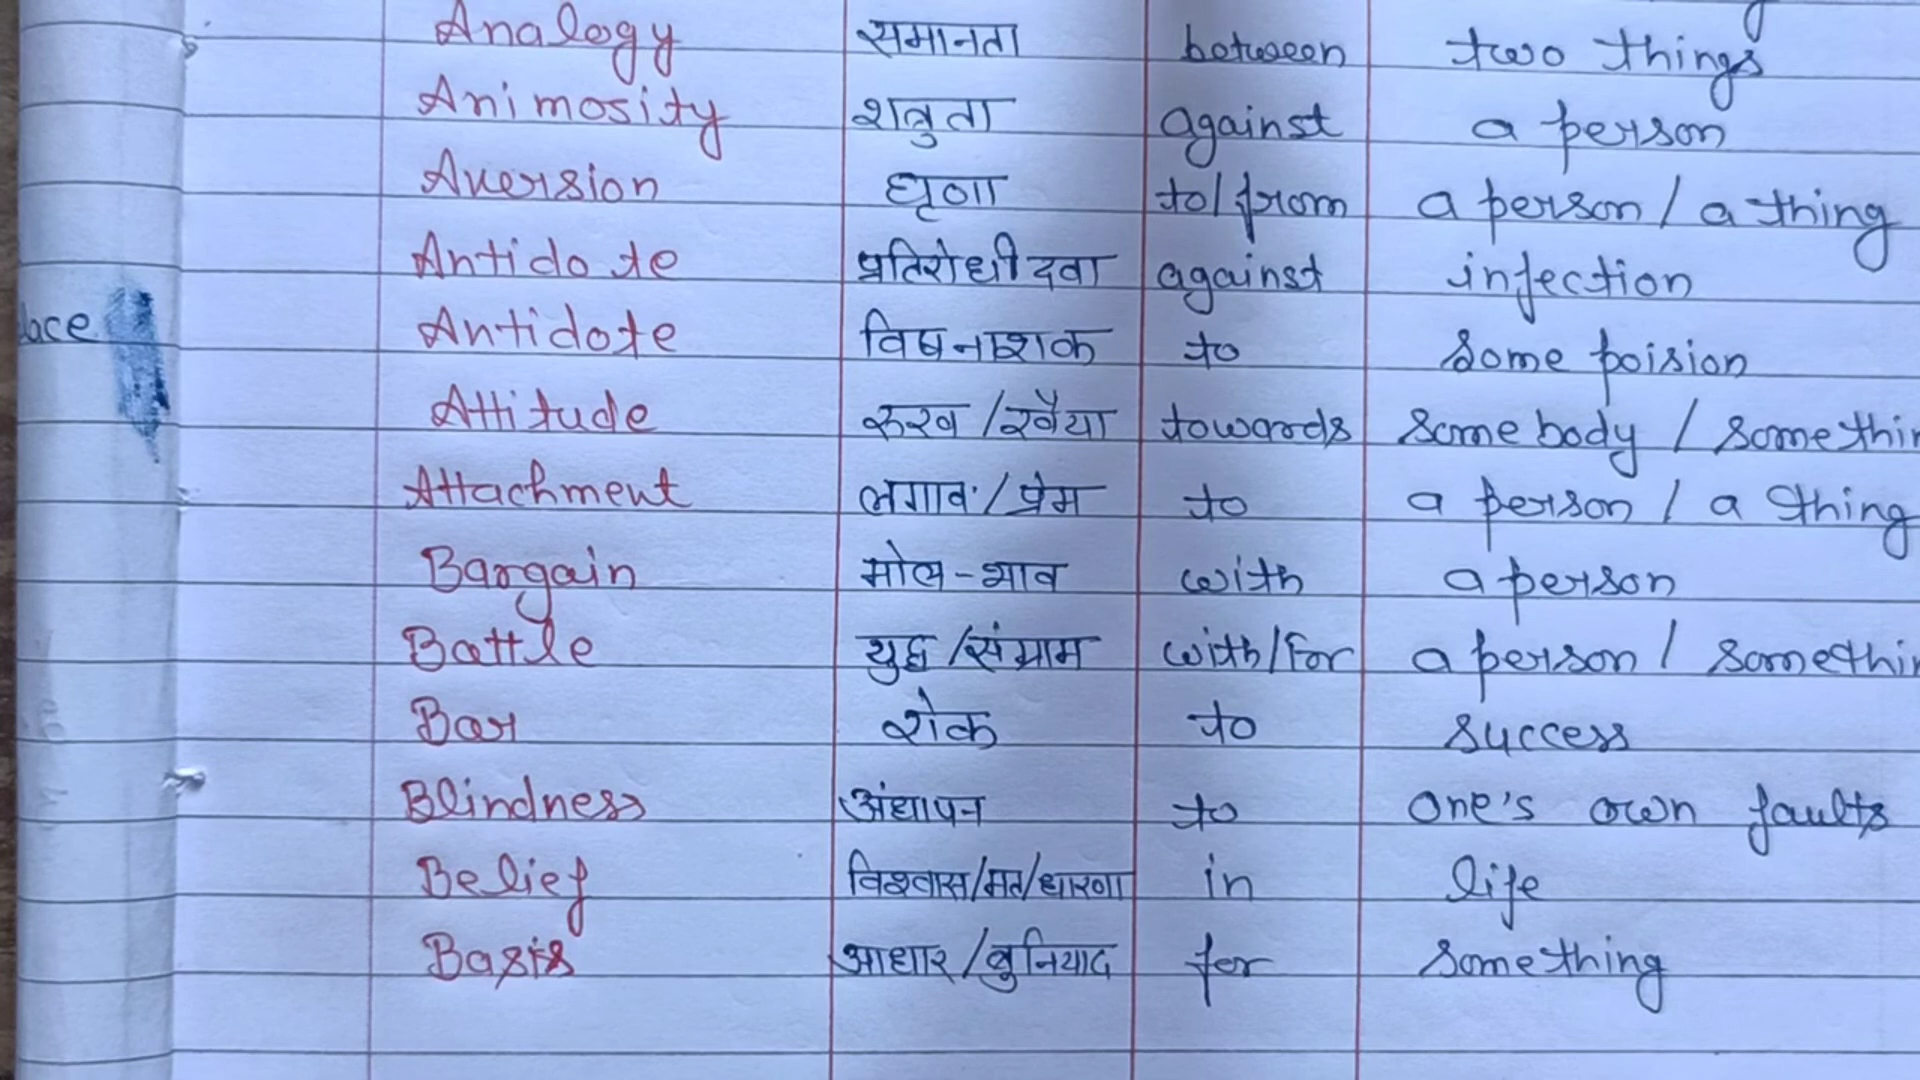 Analogy समानता between two things
Animosity शत्रुता against a person
Aversion घृणा to/from a person / a thing
Antidote प्रतिरोधी दवा against infection
lace Antidote विषनाशक to some poision
Attitude रुख /रवैया towards somebody / somethin
Attachment लगाव / प्रेम to a person / a thing
Bargain मोल-भाव with a person
Battle युद्ध /संग्राम with/for a person / somethin
Bar रोक to success
Blindness अंधापन to one's own faults
Belief विश्वास/मत/धारणा in life
Basis आधार /बुनियाद for something